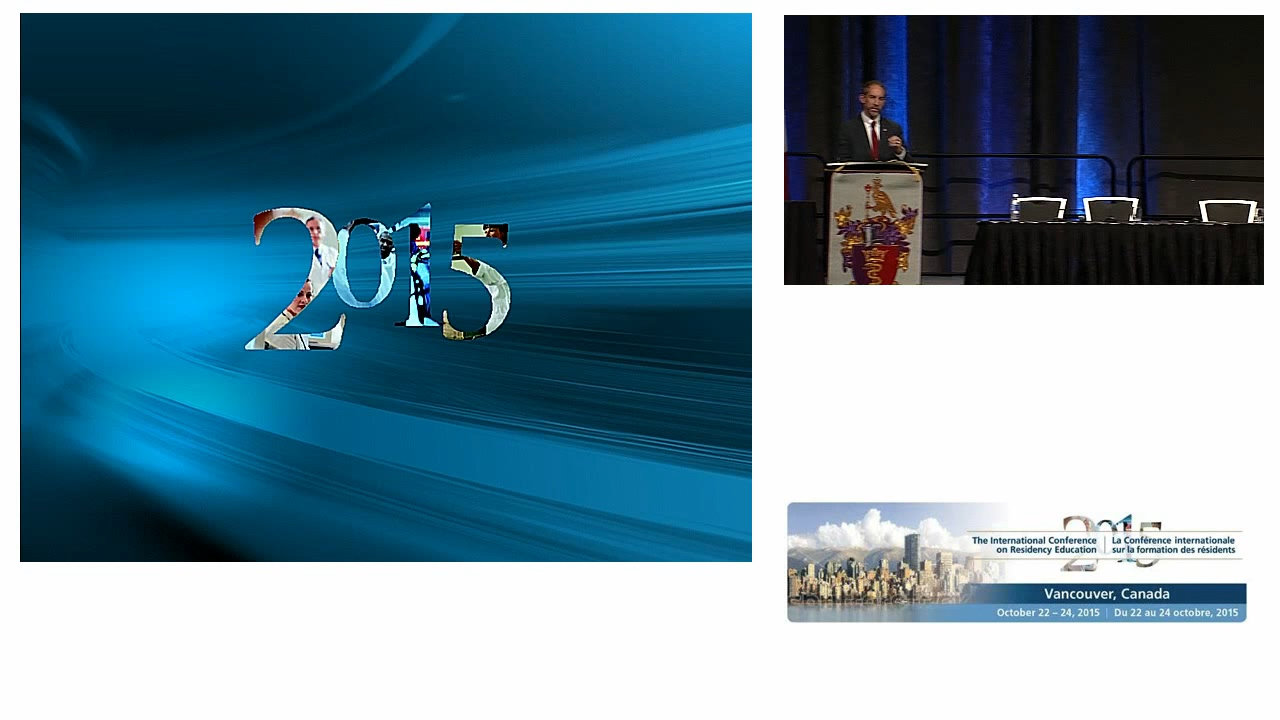 2015
2015
The International Conference
on Residency Education
La Conférence internationale
sur la formation des résidents
Vancouver, Canada
October 22 – 24, 2015 | Du 22 au 24 octobre, 2015